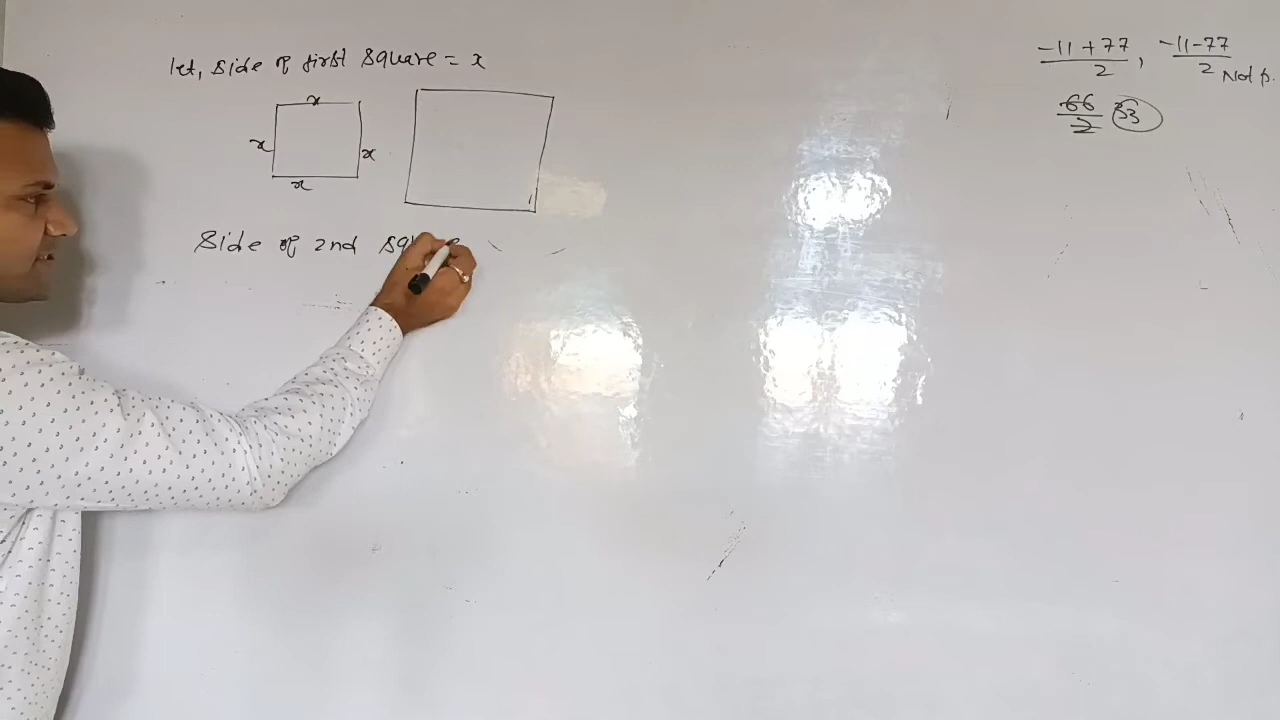 let, side of first square = x
x
x
x
x
Side of 2nd
-11+77/2, -11-77/2 Not p.
66/2 33